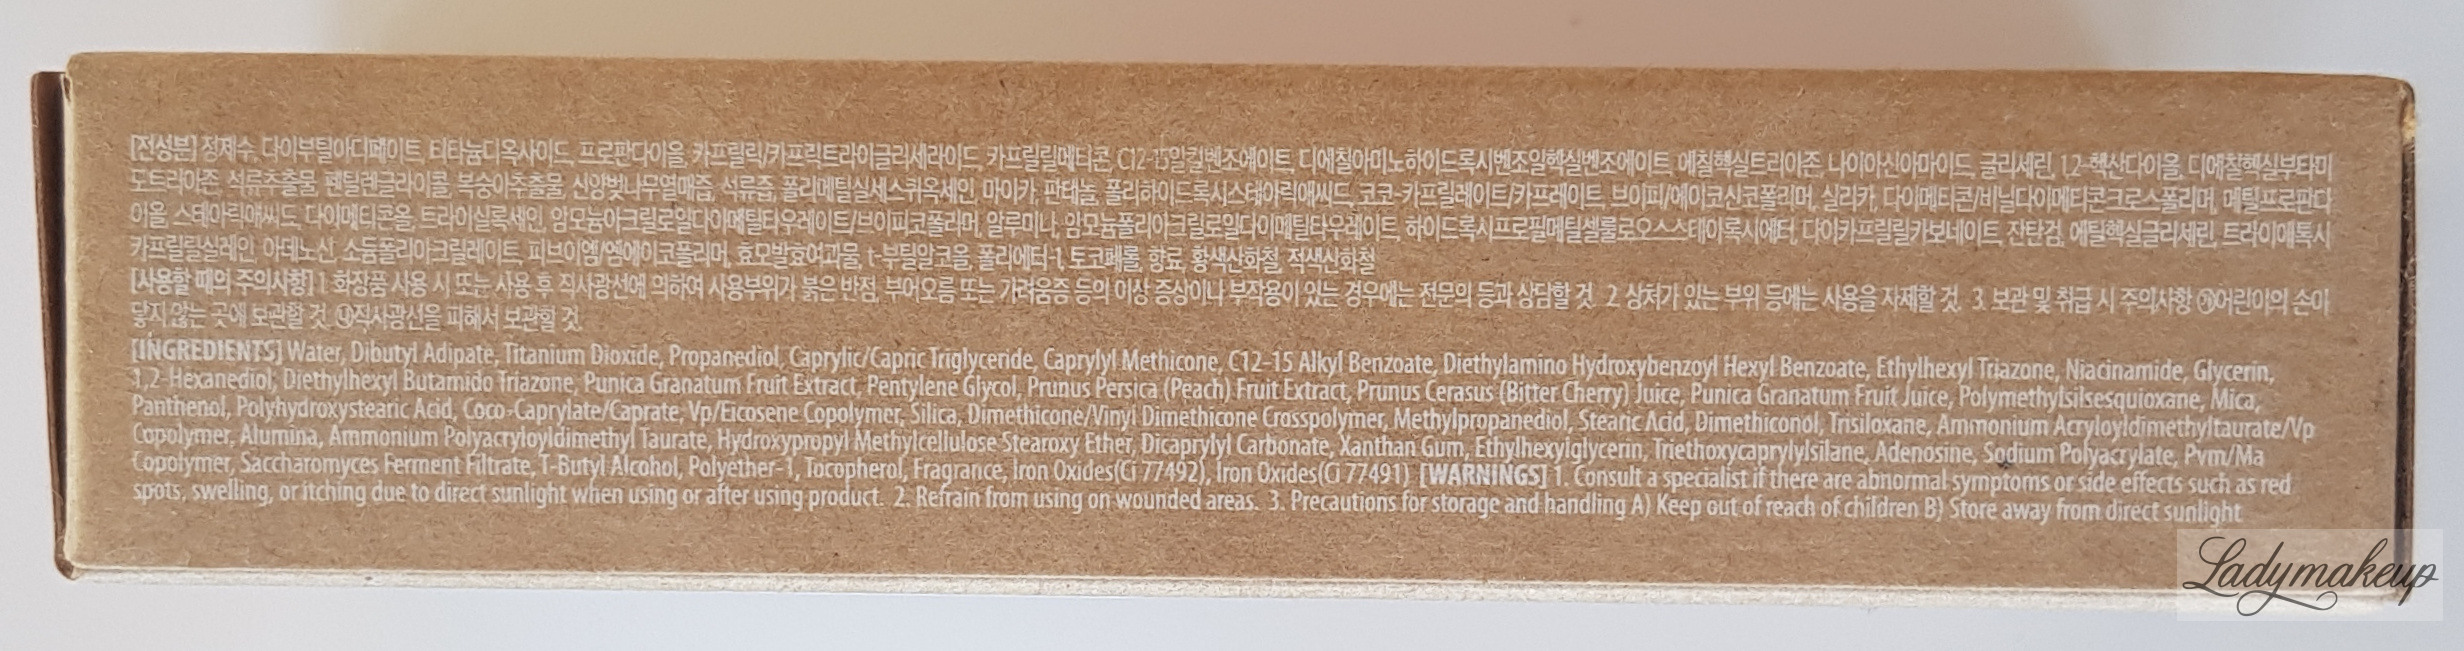 [전성분] 정제수, 다이부틸아디페이트, 티타늄디옥사이드, 프로판다이올, 카프릴릭/카프릭트라이글리세라이드, 카프릴릴메티콘, C12-15알킬벤조에이트, 디에칠아미노하이드록시벤조일헥실벤조에이트, 에칠헥실트리아존, 나이아신아마이드, 글리세린, 1,2-헥산다이올, 디에칠헥실부타미
도트리아존, 석류추출물, 펜틸렌글라이콜, 복숭아추출물, 신양벚나무열매즙, 석류즙, 폴리메틸실세스퀴옥세인, 마이카, 판테놀, 폴리하이드록시스테아릭애씨드, 코코-카프릴레이트/카프레이트, 브이피/에이코신코폴리머, 실리카, 다이메티콘/비닐다이메티콘크로스폴리머, 메틸프로판다
이올, 스테아릭애씨드, 다이메티콘올, 트라이실록세인, 암모늄아크릴로일다이메틸타우레이트/브이피코폴리머, 알루미나, 암모늄폴리아크릴로일다이메틸타우레이트, 하이드록시프로필메틸셀룰로오스스테아록시에터, 다이카프릴릴카보네이트, 잔탄검, 에틸헥실글리세린, 트라이에톡시
카프릴릴실레인, 아데노신, 소듐폴리아크릴레이트, 피브이엠/엠에이코폴리머, 효모발효여과물, t-부틸알코올, 폴리에터-1, 토코페롤, 향료, 황색산화철, 적색산화철
[사용할 때의 주의사항] 1. 화장품 사용 시 또는 사용 후 직사광선에 의하여 사용부위가 붉은 반점, 부어오름 또는 가려움증 등의 이상 증상이나 부작용이 있는 경우에는 전문의 등과 상담할 것. 2. 상처가 있는 부위 등에는 사용을 자제할 것. 3. 보관 및 취급 시 주의사항 ㉮어린이의 손이
닿지 않는 곳에 보관할 것. ㉯직사광선을 피해서 보관할 것.
[INGREDIENTS] Water, Dibutyl Adipate, Titanium Dioxide, Propanediol, Caprylic/Capric Triglyceride, Caprylyl Methicone, C12-15 Alkyl Benzoate, Diethylamino Hydroxybenzoyl Hexyl Benzoate, Ethylhexyl Triazone, Niacinamide, Glycerin,
1,2-Hexanediol, Diethylhexyl Butamido Triazone, Punica Granatum Fruit Extract, Pentylene Glycol, Prunus Persica (Peach) Fruit Extract, Prunus Cerasus (Bitter Cherry) Juice, Punica Granatum Fruit Juice, Polymethylsilsesquioxane, Mica,
Panthenol, Polyhydroxystearic Acid, Coco-Caprylate/Caprate, Vp/Eicosene Copolymer, Silica, Dimethicone/Vinyl Dimethicone Crosspolymer, Methylpropanediol, Stearic Acid, Dimethiconol, Trisiloxane, Ammonium Acryloyldimethyltaurate/Vp
Copolymer, Alumina, Ammonium Polyacryloyldimethyl Taurate, Hydroxypropyl Methylcellulose Stearoxy Ether, Dicaprylyl Carbonate, Xanthan Gum, Ethylhexylglycerin, Triethoxycaprylylsilane, Adenosine, Sodium Polyacrylate, Pvm/Ma
Copolymer, Saccharomyces Ferment Filtrate, T-Butyl Alcohol, Polyether-1, Tocopherol, Fragrance, Iron Oxides(Ci 77492), Iron Oxides(Ci 77491) [WARNINGS] 1. Consult a specialist if there are abnormal symptoms or side effects such as red
spots, swelling, or itching due to direct sunlight when using or after using product. 2. Refrain from using on wounded areas. 3. Precautions for storage and handling A) Keep out of reach of children B) Store away from direct sunlight
Ladymakeup